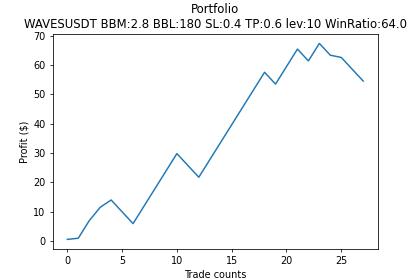 Portfolio
WAVESUSDT BBM:2.8 BBL:180 SL:0.4 TP:0.6 lev:10 WinRatio:64.0
70
60
50
40
30
20
10
0
Profit ($)
0 5 10 15 20 25
Trade counts